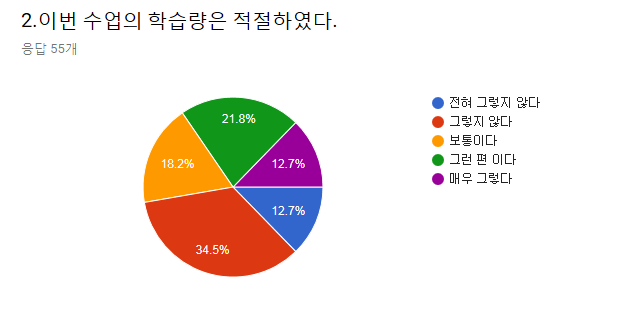 2.이번 수업의 학습량은 적절하였다.
응답 55개
전혀 그렇지 않다
그렇지 않다
보통이다
그런 편 이다
매우 그렇다
21.8%
18.2%
12.7%
12.7%
34.5%